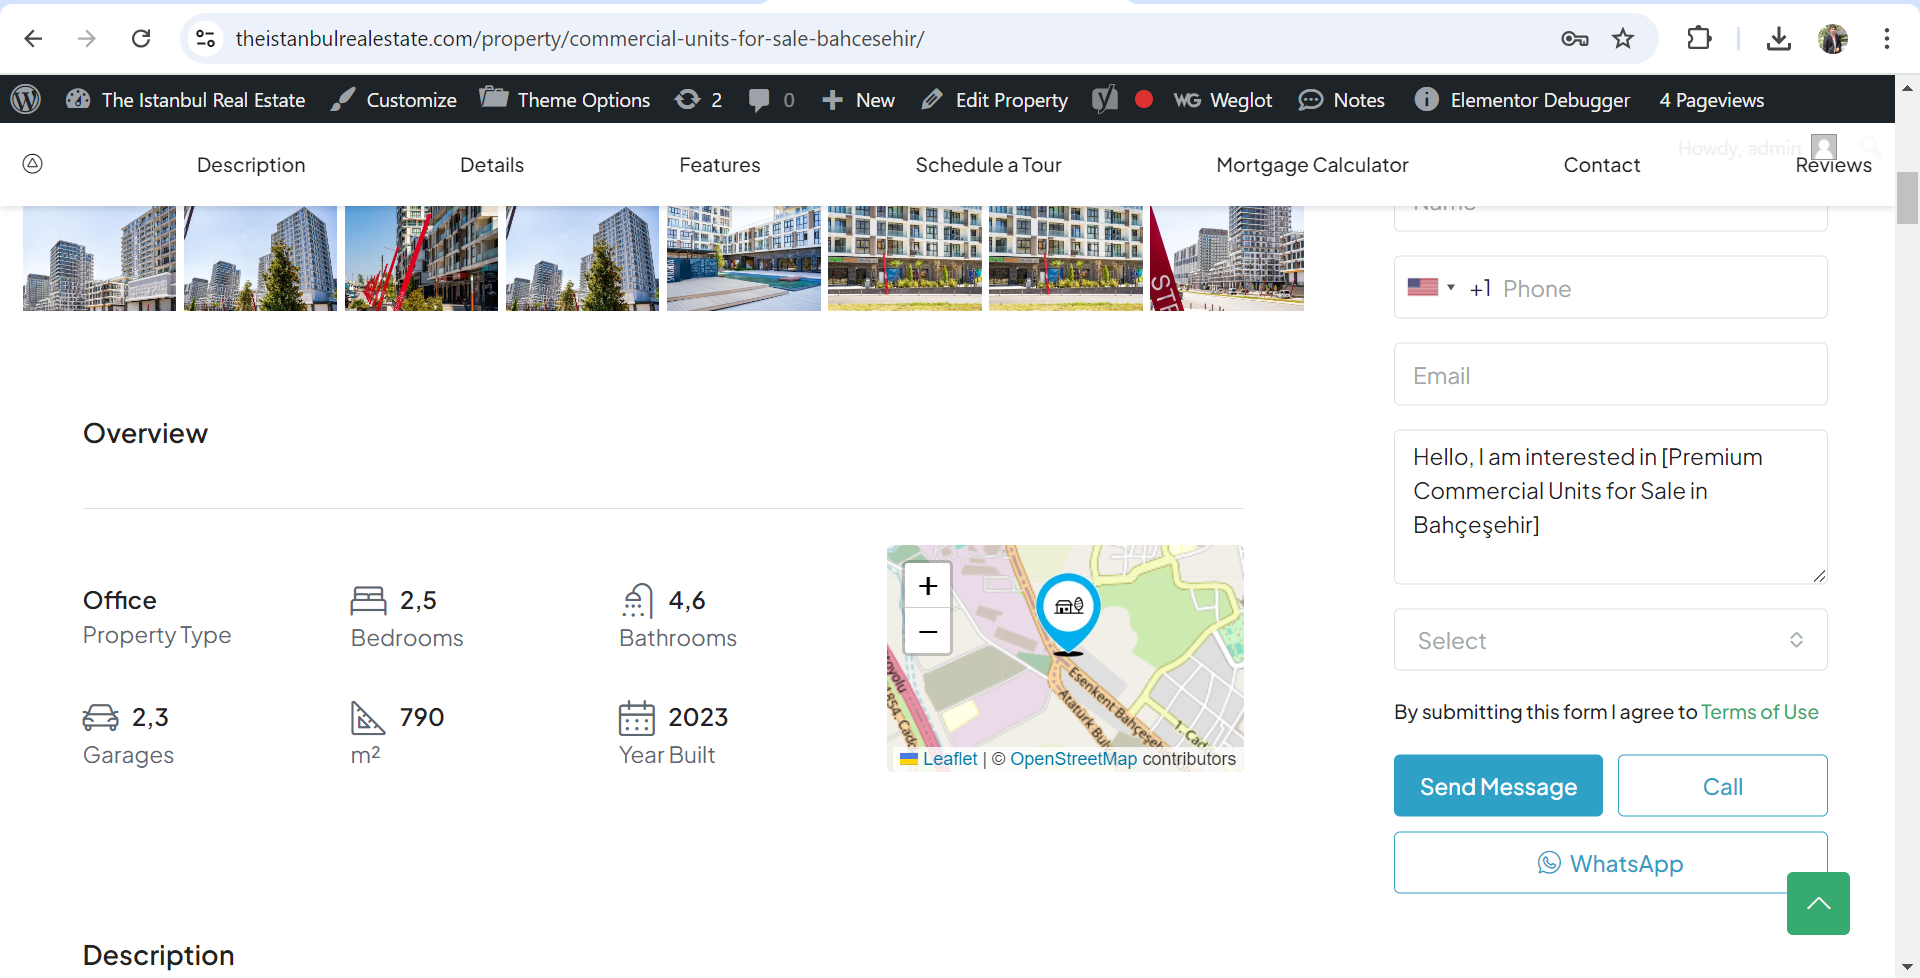 theistanbulrealestate.com/property/commercial-units-for-sale-bahcesehir/
The Istanbul Real Estate Customize Theme Options 2 0 New Edit Property WG Weglot Notes Elementor Debugger 4 Pageviews
Howdy, admin
Description Details Features Schedule a Tour Mortgage Calculator Contact Reviews
Name
+1 Phone
Email
Hello, I am interested in [Premium
Commercial Units for Sale in
Bahçeşehir]
Select
By submitting this form I agree to Terms of Use
Send Message
Call
WhatsApp
Overview
Office
Property Type
2,5
Bedrooms
4,6
Bathrooms
2,3
Garages
790
m²
2023
Year Built
+
−
Esenkent Bahçeşe
Atatürk Bul
1. Cad
Leaflet | © OpenStreetMap contributors
Description